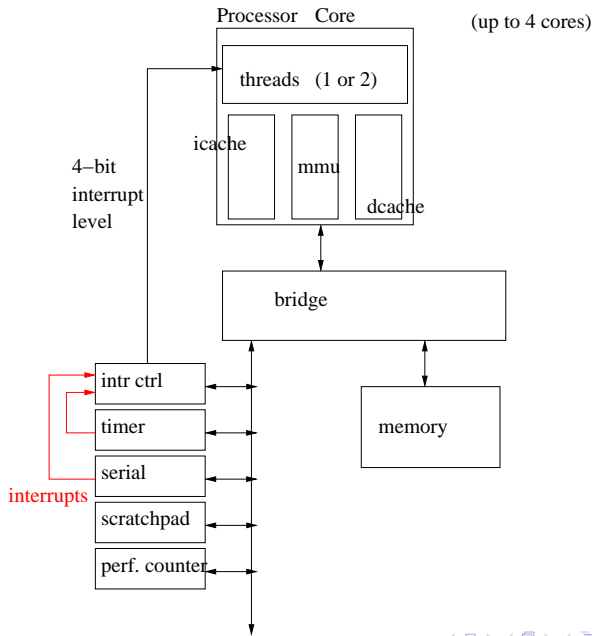 Processor Core
(up to 4 cores)
threads (1 or 2)
icache
mmu
dcache
4−bit
interrupt
level
bridge
intr ctrl
timer
memory
serial
interrupts
scratchpad
perf. counter